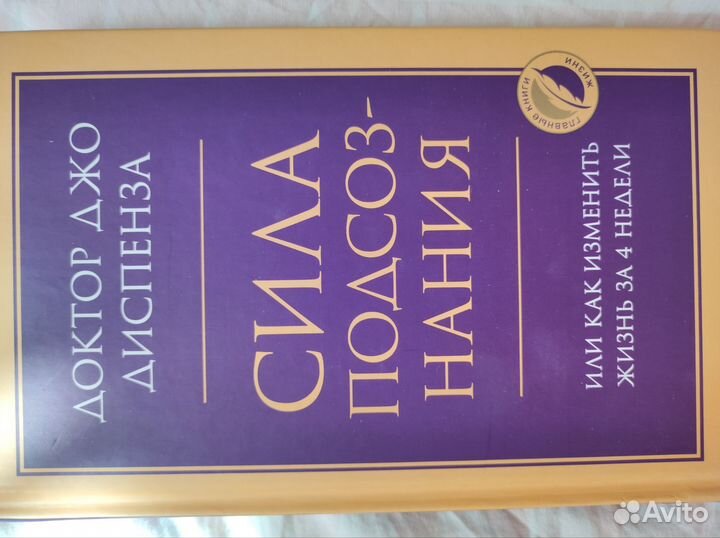 ДОКТОР ДЖО
ДИСПЕНЗА
СИЛА
ПОДСОЗ-
НАНИЯ
ИЛИ КАК ИЗМЕНИТЬ
ЖИЗНЬ ЗА 4 НЕДЕЛИ
главные книги
жизни
Avito